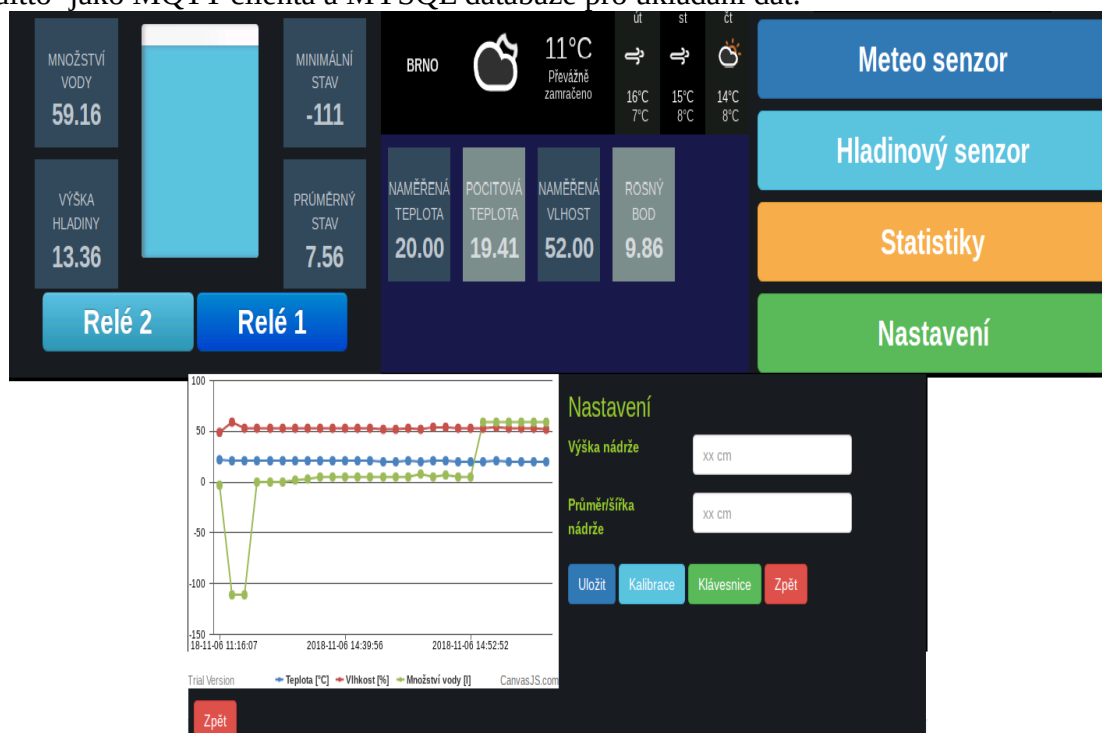 jako MQTT klienta a MYSQL databáze pro ukládání dat.
MNOŽSTVÍ
VODY
59.16
VÝŠKA
HLADINY
13.36
MINIMÁLNÍ
STAV
-111
PRŮMĚRNÝ
STAV
7.56
Relé 2
Relé 1
BRNO
11°C
Převážně
zamračeno
út
16°C
7°C
st
15°C
8°C
čt
14°C
8°C
NAMĚŘENÁ
TEPLOTA
20.00
POCITOVÁ
TEPLOTA
19.41
NAMĚŘENÁ
VLHOST
52.00
ROSNÝ
BOD
9.86
Meteo senzor
Hladinový senzor
Statistiky
Nastavení
100
50
0
-50
-100
-150
18-11-06 11:16:07
2018-11-06 14:39:56
2018-11-06 14:52:52
Trial Version
Teplota [°C]
Vlhkost [%]
Množství vody [l]
CanvasJS.com
Zpět
Nastavení
Výška nádrže
xx cm
Průměr/šířka
nádrže
xx cm
Uložit
Kalibrace
Klávesnice
Zpět